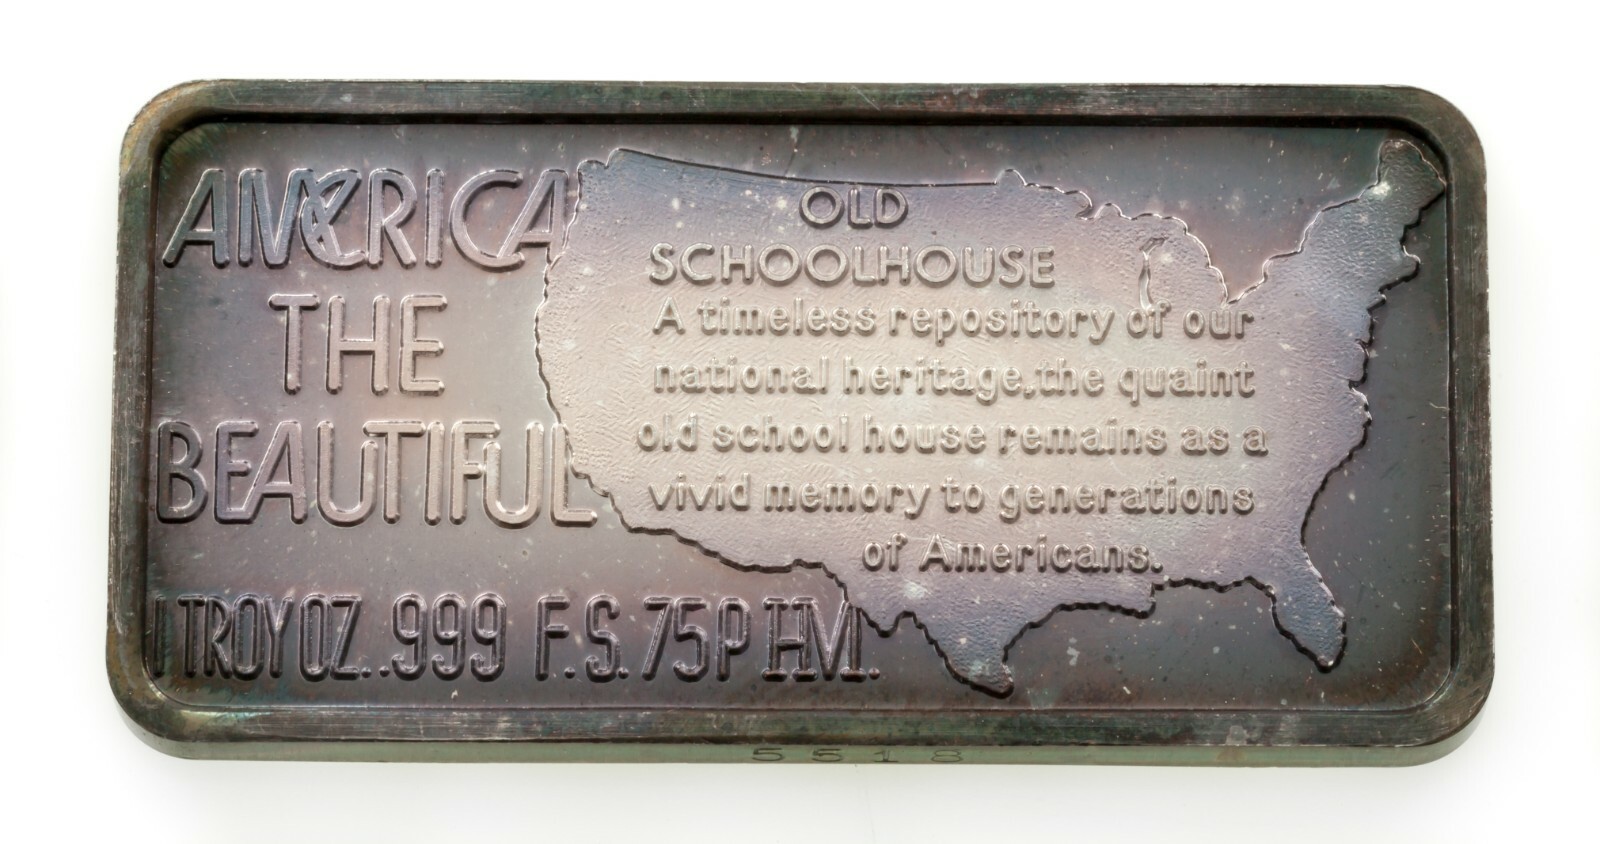 AMERICA
THE
BEAUTIFUL
OLD
SCHOOLHOUSE
A timeless repository of our
national heritage,the quaint
old school house remains as a
vivid memory to generations
of Americans.
1 TROY OZ. .999 F.S. 75P HM.
5518